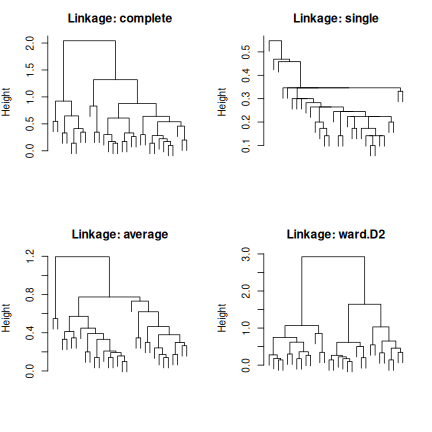 Linkage: complete
Height
0.0 0.5 1.0 1.5 2.0
Linkage: single
Height
0.1 0.2 0.3 0.4 0.5
Linkage: average
Height
0.0 0.4 0.8 1.2
Linkage: ward.D2
Height
0.0 1.0 2.0 3.0